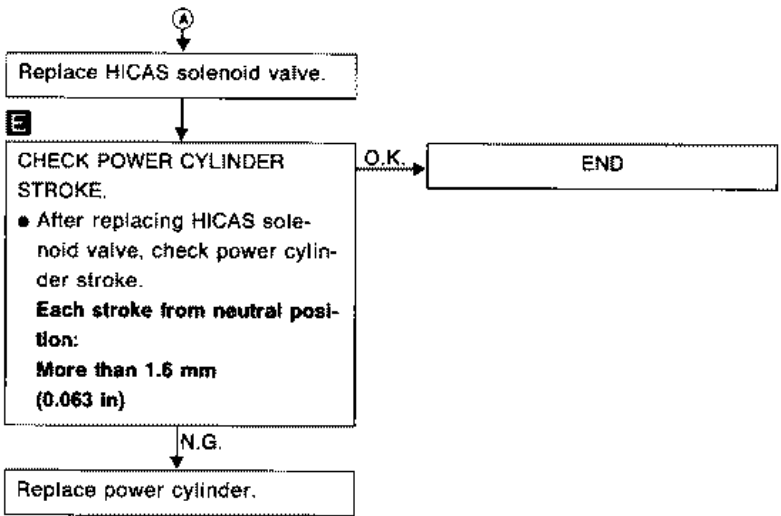 A
Replace HICAS solenoid valve.
E
CHECK POWER CYLINDER
STROKE.
● After replacing HICAS sole-
noid valve, check power cylin-
der stroke.
Each stroke from neutral posi-
tion:
More than 1.6 mm
(0.063 in)
O.K.
END
N.G.
Replace power cylinder.